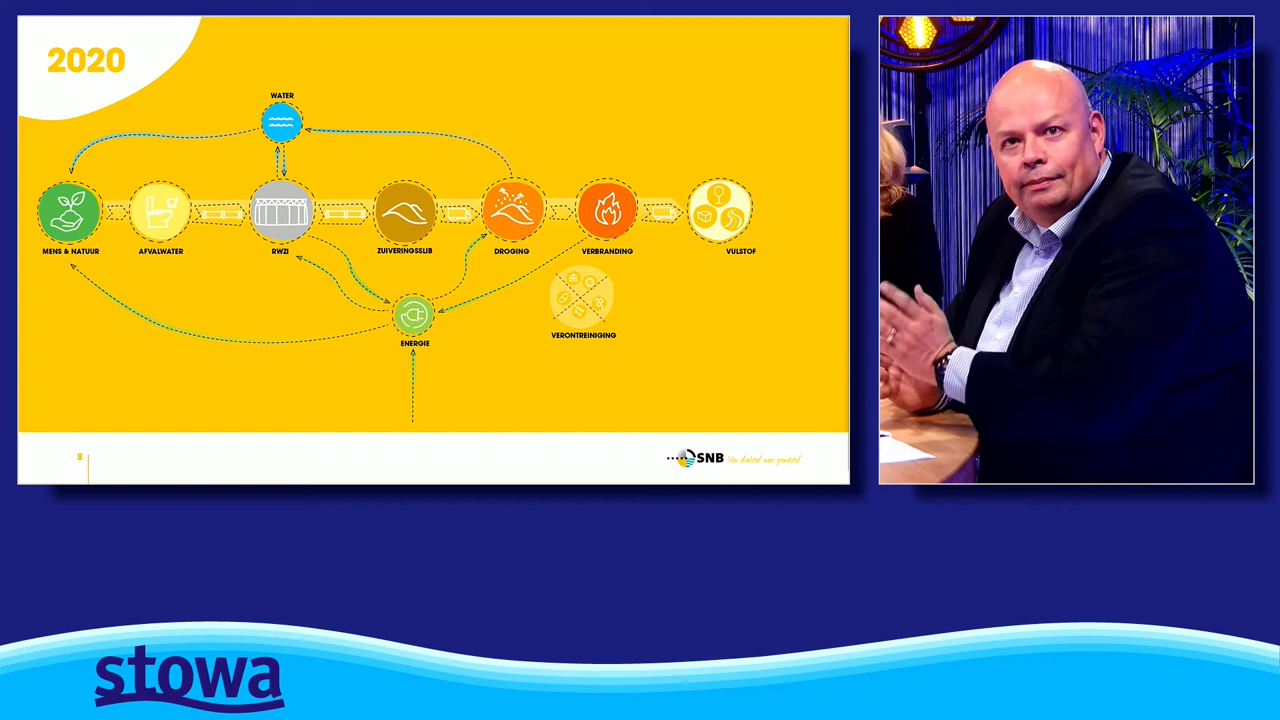 2020
WATER
MENS & NATUUR
AFVALWATER
RWZI
ZUIVERINGSSLIB
DROGING
VERBRANDING
VULSTOF
ENERGIE
VERONTREINIGING
8
SNB
stowa